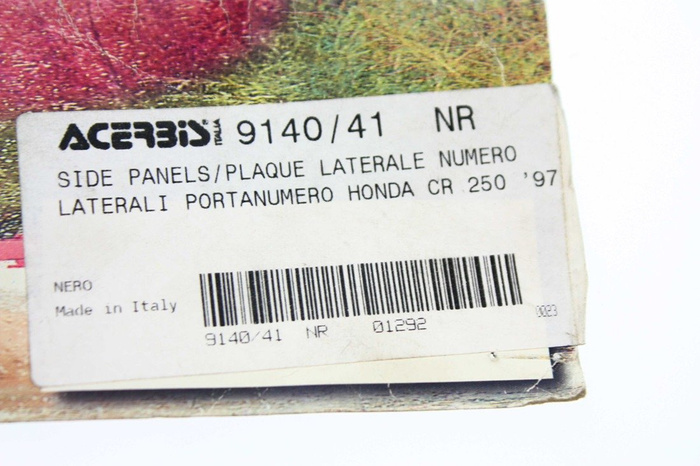 ACERBIS ITALIA 9140/41 NR
SIDE PANELS/PLAQUE LATERALE NUMERO
LATERALI PORTANUMERO HONDA CR 250 '97
NERO
Made in Italy
9140/41 NR 01292
0023